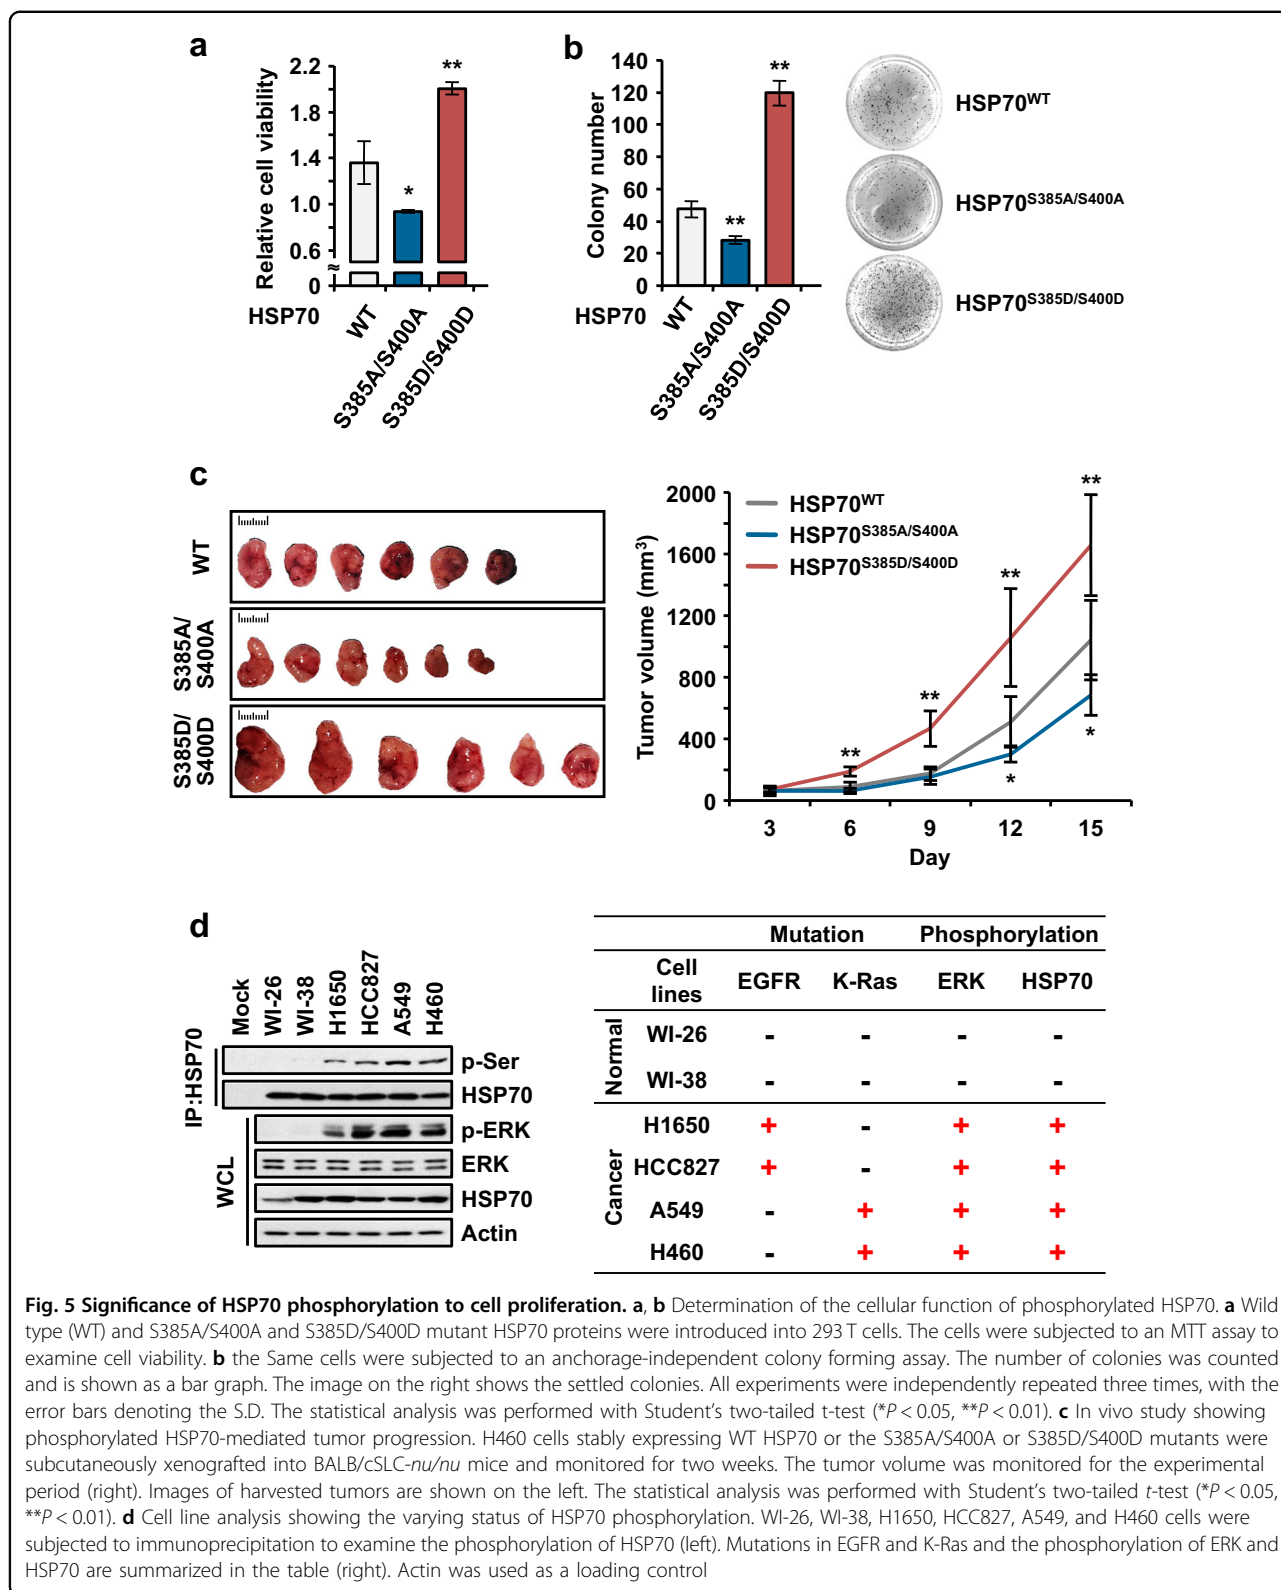 a
Relative cell viability
2.2
1.8
1.4
1.0
0.6
≈
0
*
**
HSP70
WT
S385A/S400A
S385D/S400D
b
Colony number
140
120
100
80
60
40
20
0
**
**
HSP70
WT
S385A/S400A
S385D/S400D
HSP70WT
HSP70S385A/S400A
HSP70S385D/S400D
c
WT
S385A/
S400A
S385D/
S400D
Tumor volume (mm3)
2000
1600
1200
800
400
0
HSP70WT
HSP70S385A/S400A
HSP70S385D/S400D
**
**
**
*
**
*
3 6 9 12 15
Day
d
Mock
WI-26
WI-38
H1650
HCC827
A549
H460
IP:HSP70
p-Ser
HSP70
WCL
p-ERK
ERK
HSP70
Actin
Mutation Phosphorylation
Cell
lines EGFR K-Ras ERK HSP70
Normal
WI-26 - - - -
WI-38 - - - -
Cancer
H1650 + - + +
HCC827 + - + +
A549 - + + +
H460 - + + +
Fig. 5 Significance of HSP70 phosphorylation to cell proliferation. a, b Determination of the cellular function of phosphorylated HSP70. a Wild
type (WT) and S385A/S400A and S385D/S400D mutant HSP70 proteins were introduced into 293 T cells. The cells were subjected to an MTT assay to
examine cell viability. b the Same cells were subjected to an anchorage-independent colony forming assay. The number of colonies was counted
and is shown as a bar graph. The image on the right shows the settled colonies. All experiments were independently repeated three times, with the
error bars denoting the S.D. The statistical analysis was performed with Student's two-tailed t-test (*P < 0.05, **P < 0.01). c In vivo study showing
phosphorylated HSP70-mediated tumor progression. H460 cells stably expressing WT HSP70 or the S385A/S400A or S385D/S400D mutants were
subcutaneously xenografted into BALB/cSLC-nu/nu mice and monitored for two weeks. The tumor volume was monitored for the experimental
period (right). Images of harvested tumors are shown on the left. The statistical analysis was performed with Student's two-tailed t-test (*P < 0.05,
**P < 0.01). d Cell line analysis showing the varying status of HSP70 phosphorylation. WI-26, WI-38, H1650, HCC827, A549, and H460 cells were
subjected to immunoprecipitation to examine the phosphorylation of HSP70 (left). Mutations in EGFR and K-Ras and the phosphorylation of ERK and
HSP70 are summarized in the table (right). Actin was used as a loading control